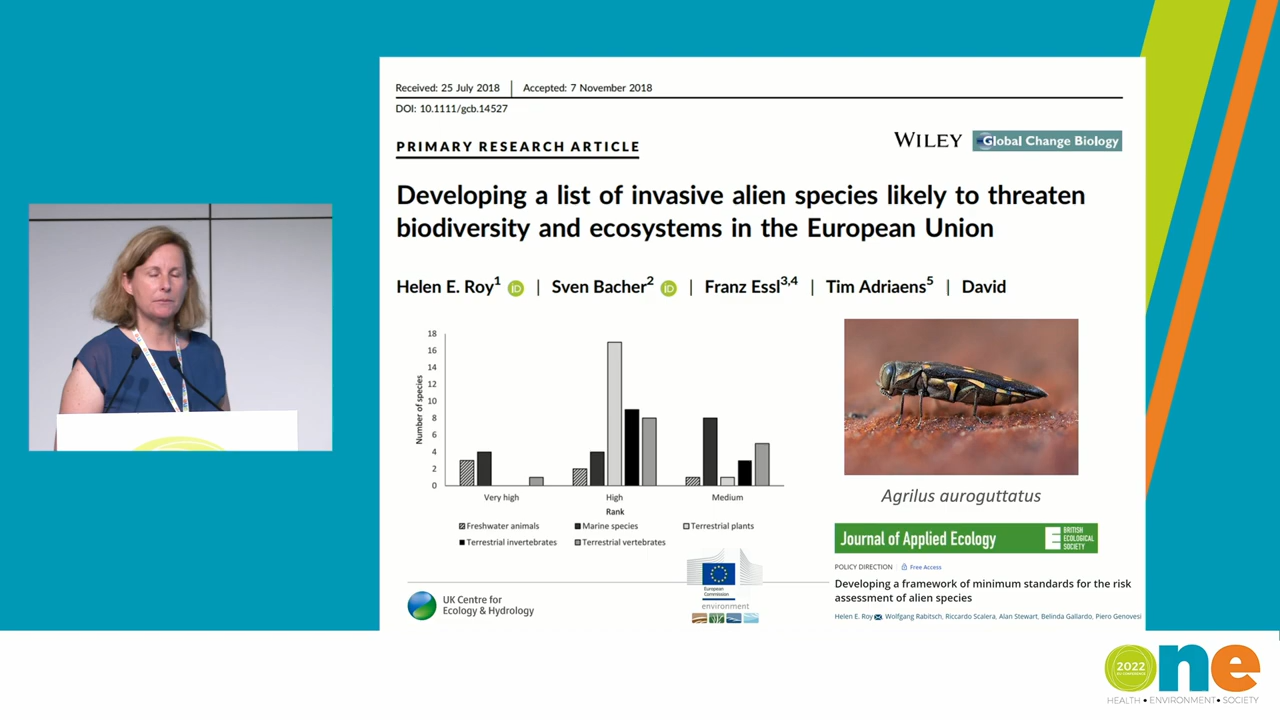 Received: 25 July 2018 | Accepted: 7 November 2018
DOI: 10.1111/gcb.14527
PRIMARY RESEARCH ARTICLE
WILEY Global Change Biology
Developing a list of invasive alien species likely to threaten
biodiversity and ecosystems in the European Union
Helen E. Roy1 iD | Sven Bacher2 iD | Franz Essl3,4 | Tim Adriaens5 | David
18
16
14
12
10
8
6
4
2
0
Number of species
Very high High Medium
Rank
Freshwater animals Marine species Terrestrial plants
Terrestrial invertebrates Terrestrial vertebrates
Agrilus auroguttatus
Journal of Applied Ecology
BRITISH
ECOLOGICAL
SOCIETY
POLICY DIRECTION Free Access
Developing a framework of minimum standards for the risk
assessment of alien species
Helen E. Roy, Wolfgang Rabitsch, Riccardo Scalera, Alan Stewart, Belinda Gallardo, Piero Genovesi
UK Centre for
Ecology & Hydrology
European
Commission
environment
2022
one
HEALTH • ENVIRONMENT • SOCIETY